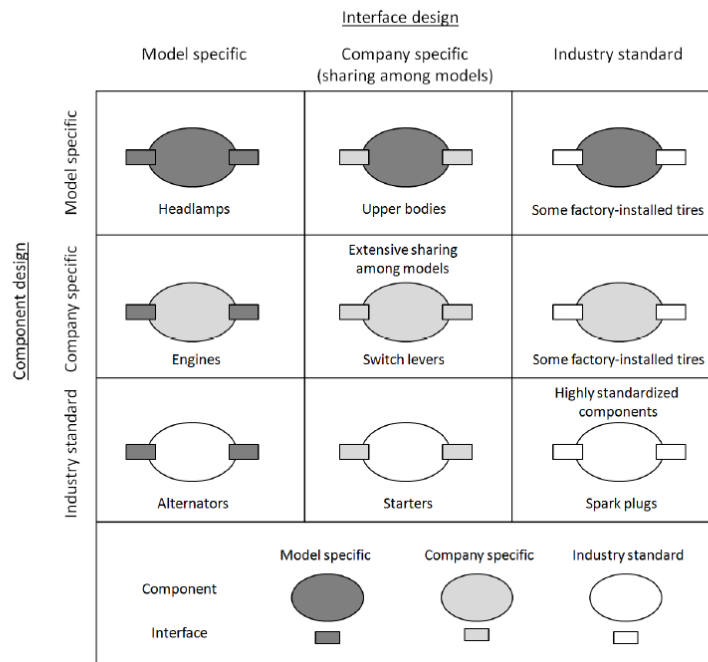 Interface design
Model specific
Company specific
(sharing among models)
Industry standard
Component design
Model specific
Headlamps
Upper bodies
Some factory-installed tires
Company specific
Extensive sharing
among models
Engines
Switch levers
Some factory-installed tires
Industry standard
Highly standardized
components
Alternators
Starters
Spark plugs
Model specific
Company specific
Industry standard
Component
Interface